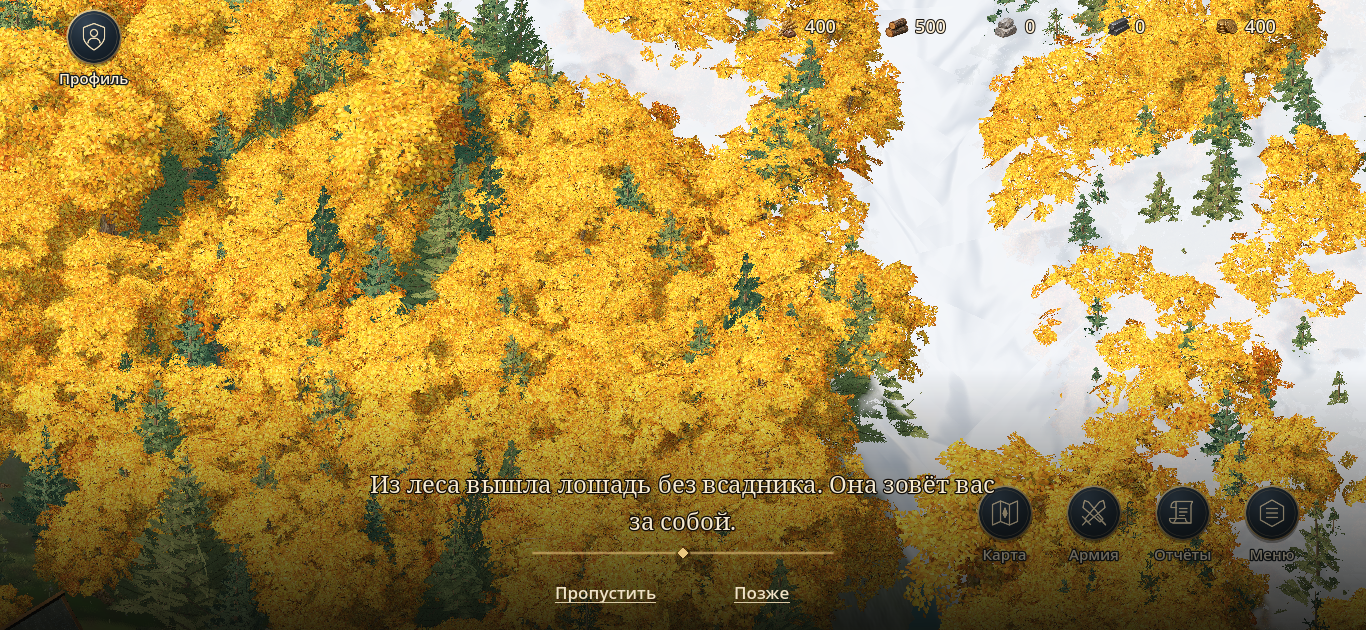 400
500
0
0
400
Профиль
Из леса вышла лошадь без всадника. Она зовёт вас
за собой.
Карта
Армия
Отчёты
Меню
Пропустить
Позже